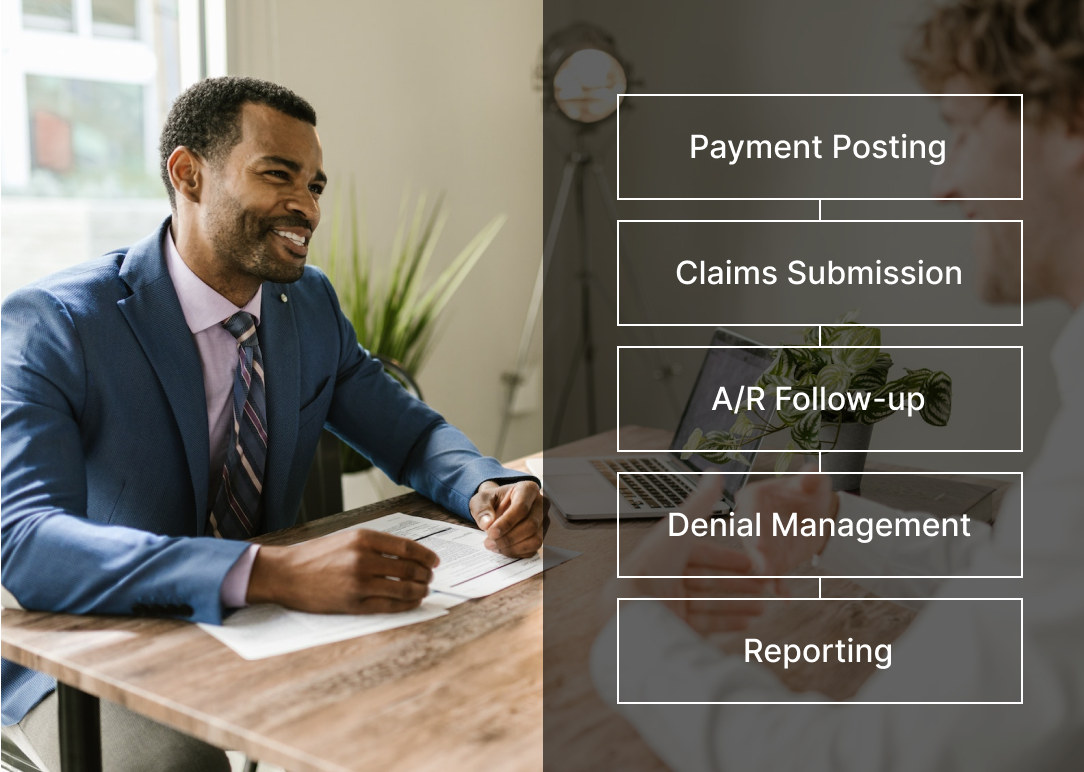 Payment Posting
Claims Submission
A/R Follow-up
Denial Management
Reporting